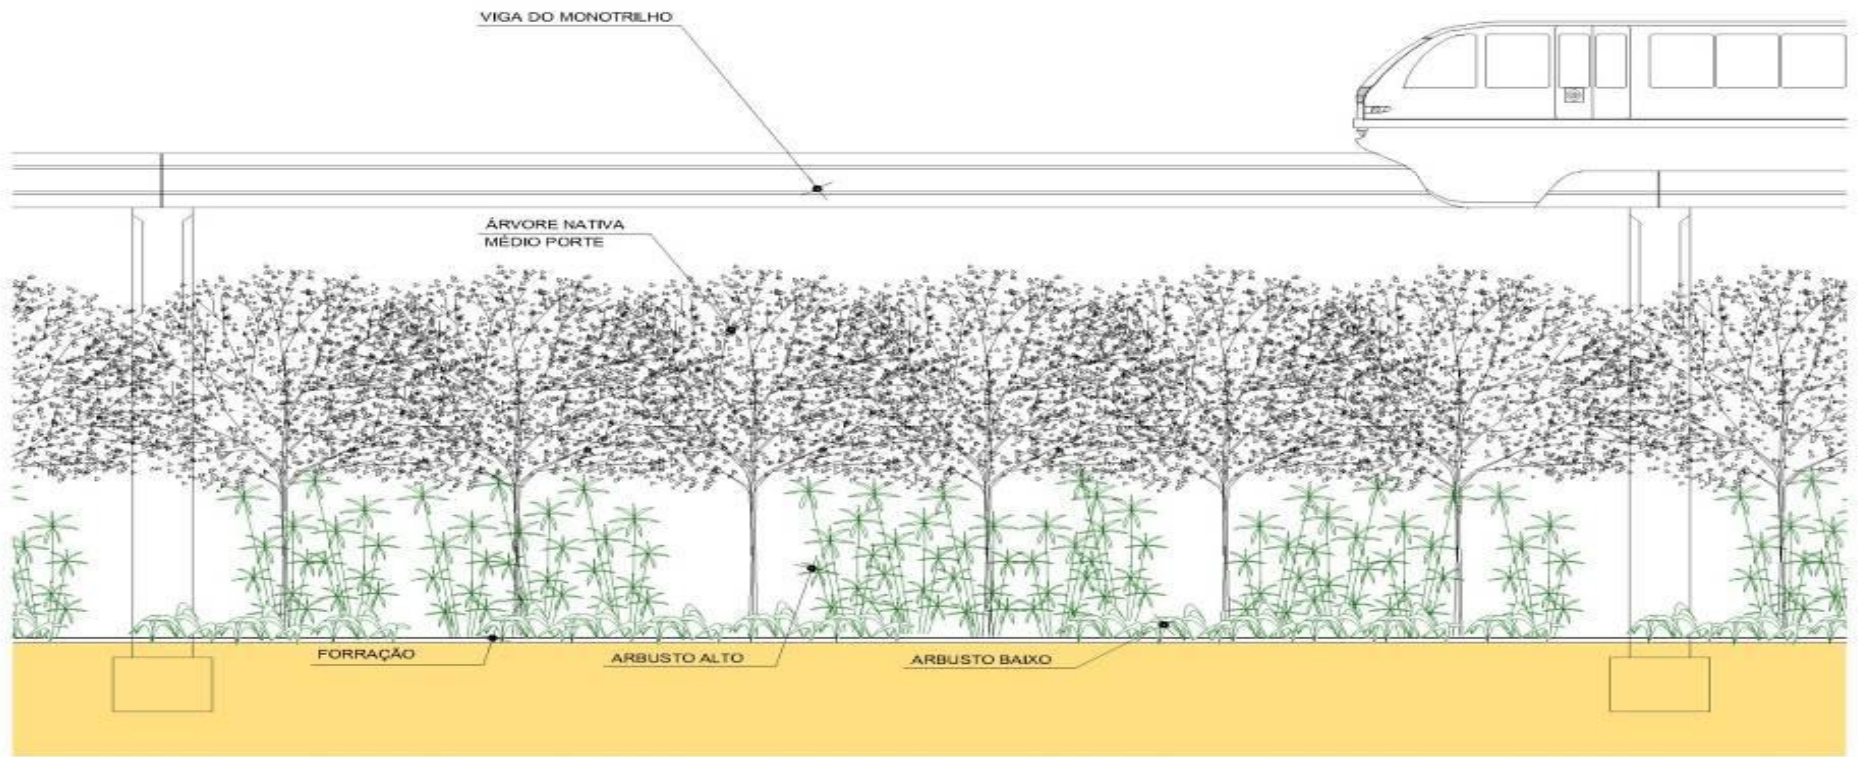 VIGA DO MONOTRILHO
ÁRVORE NATIVA
MÉDIO PORTE
FORRAÇÃO
ARBUSTO ALTO
ARBUSTO BAIXO